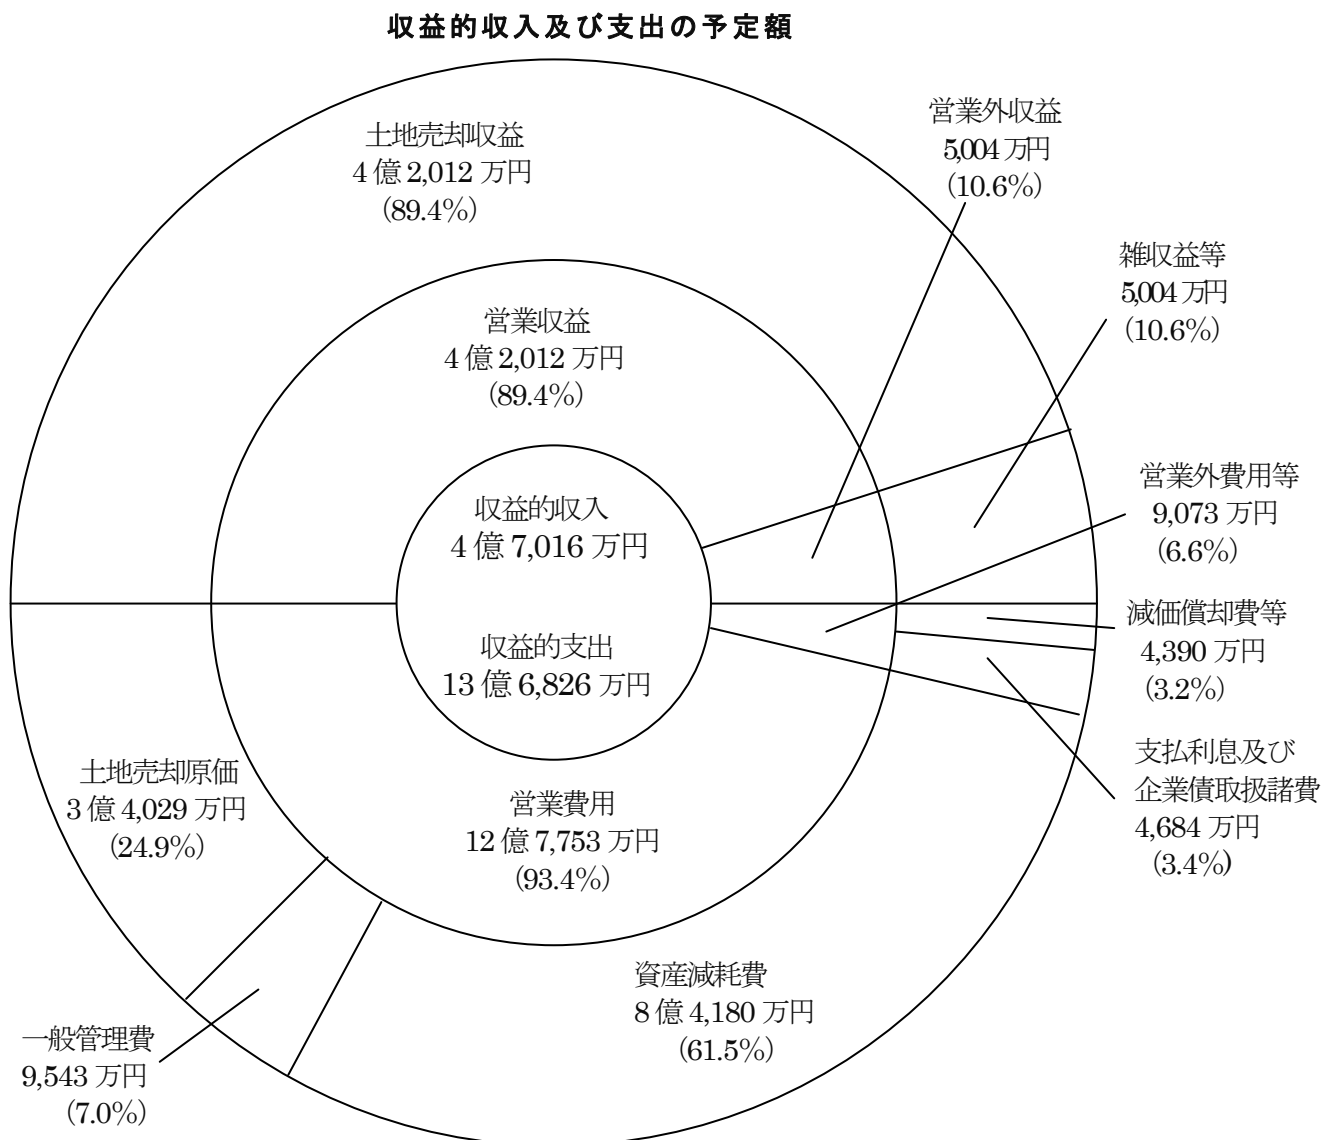 収益的収入及び支出の予定額
土地売却収益
4億2,012万円
(89.4%)
営業外収益
5,004万円
(10.6%)
雑収益等
5,004万円
(10.6%)
営業収益
4億2,012万円
(89.4%)
収益的収入
4億7,016万円
営業外費用等
9,073万円
(6.6%)
減価償却費等
4,390万円
(3.2%)
収益的支出
13億6,826万円
支払利息及び
企業債取扱諸費
4,684万円
(3.4%)
土地売却原価
3億4,029万円
(24.9%)
営業費用
12億7,753万円
(93.4%)
資産減耗費
8億4,180万円
(61.5%)
一般管理費
9,543万円
(7.0%)